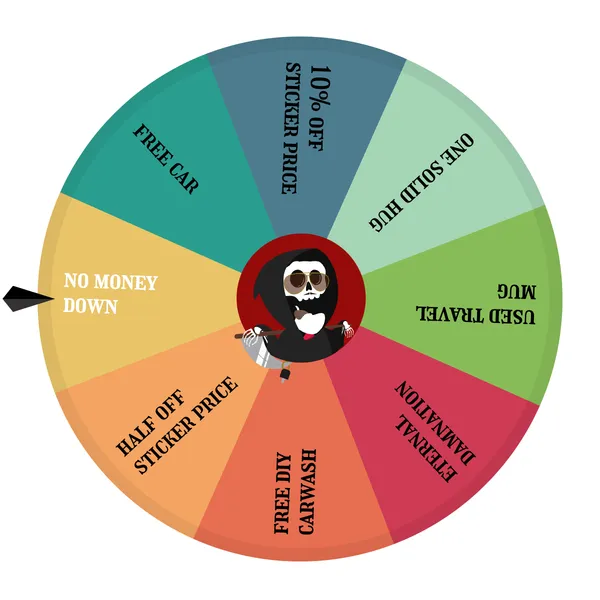 10% OFF
STICKER PRICE
ONE SOLID HUG
USED TRAVEL
MUG
ETERNAL
DAMNATION
FREE DIY
CARWASH
HALF OFF
STICKER PRICE
NO MONEY
DOWN
FREE CAR